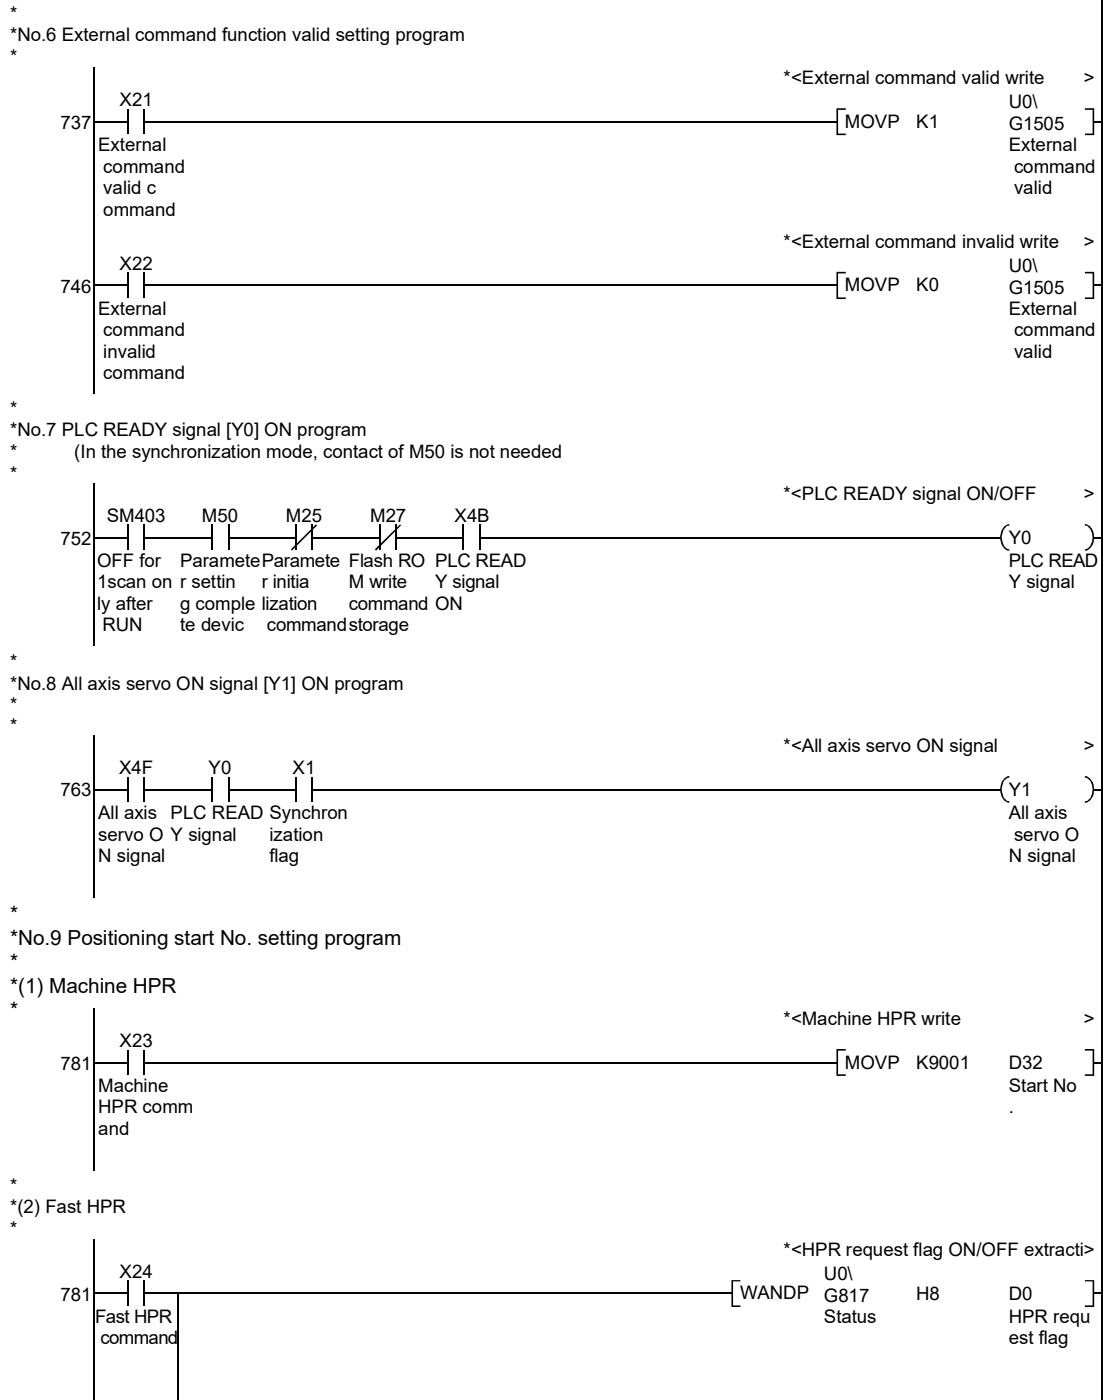 *
*No.6 External command function valid setting program
*
*<External command valid write >
X21
U0\
737
MOVP K1 G1505
External command valid c ommand
External command valid
*<External command invalid write >
X22
U0\
746
MOVP K0 G1505
External command invalid command
External command valid
*
*No.7 PLC READY signal [Y0] ON program
* (In the synchronization mode, contact of M50 is not needed
*
*<PLC READY signal ON/OFF >
SM403 M50 M25 M27 X4B
752
Y0
OFF for Paramete Paramete Flash RO PLC READ PLC READ
1scan on r settin r initia M write Y signal Y signal
ly after g comple lization command ON
RUN te devic command storage
*
*No.8 All axis servo ON signal [Y1] ON program
*
*
*<All axis servo ON signal >
X4F Y0 X1
763
Y1
All axis PLC READ Synchron All axis
servo O Y signal ization servo O
N signal flag N signal
*
*No.9 Positioning start No. setting program
*
*(1) Machine HPR
*
*<Machine HPR write >
X23
781
MOVP K9001 D32
Machine Start No
HPR comm .
and
*
*(2) Fast HPR
*
*<HPR request flag ON/OFF extracti>
X24
U0\
781
WANDP G817 H8 D0
Fast HPR Status HPR requ
command est flag